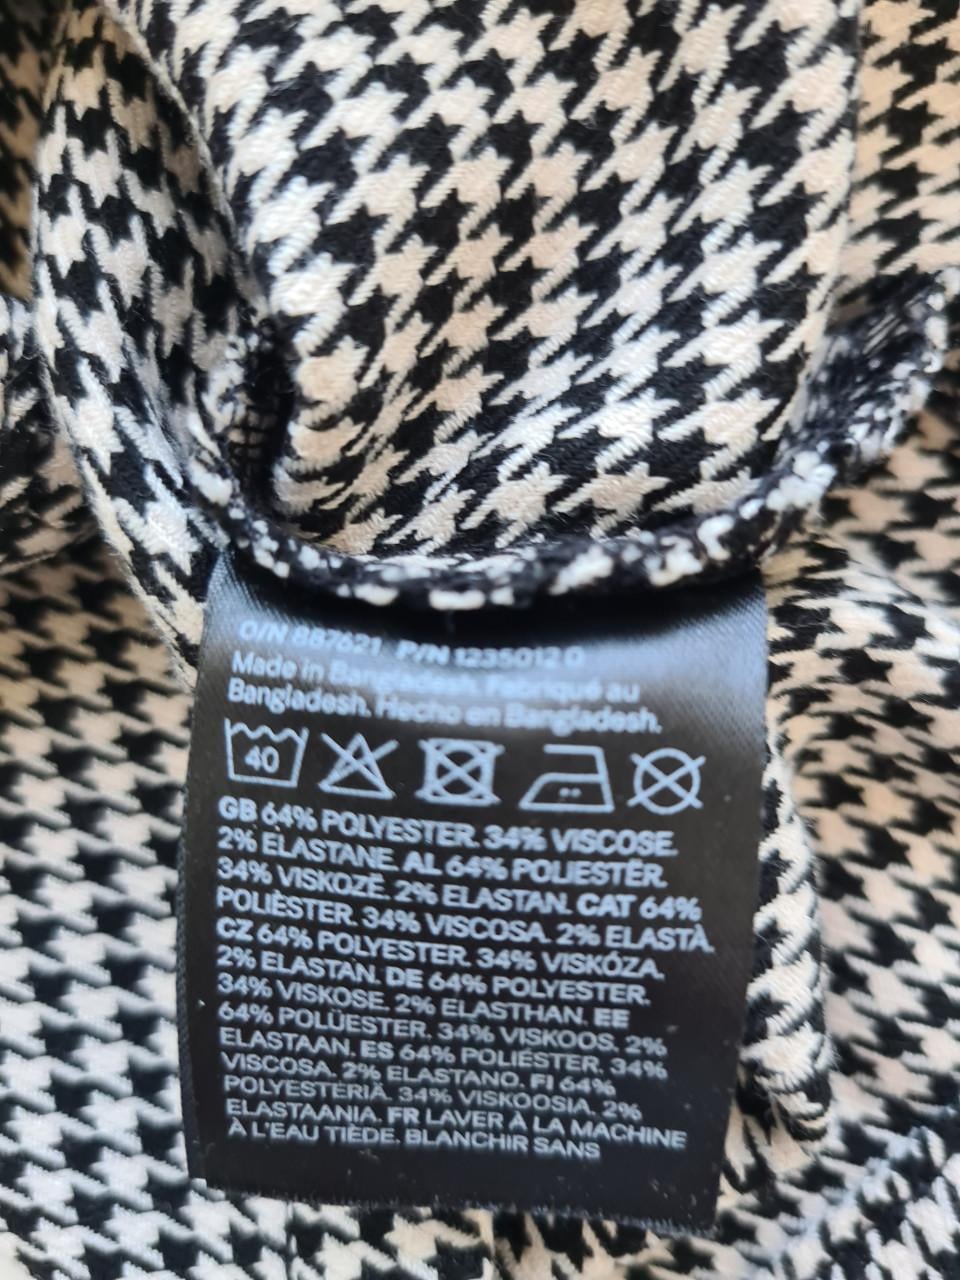 O/N 887621 P/N 1235012 0
Made in Bangladesh. Fabriqué au
Bangladesh. Hecho en Bangladesh.
40
GB 64% POLYESTER. 34% VISCOSE.
2% ELASTANE. AL 64% POLIESTËR.
34% VISKOZË. 2% ELASTAN. CAT 64%
POLIÈSTER. 34% VISCOSA. 2% ELASTÀ.
CZ 64% POLYESTER. 34% VISKÓZA.
2% ELASTAN. DE 64% POLYESTER.
34% VISKOSE. 2% ELASTHAN. EE
64% POLÜESTER. 34% VISKOOS. 2%
ELASTAAN. ES 64% POLIÉSTER. 34%
VISCOSA. 2% ELASTANO. FI 64%
POLYESTERIÄ. 34% VISKOOSIA. 2%
ELASTAANIA. FR LAVER À LA MACHINE
À L'EAU TIÈDE. BLANCHIR SANS